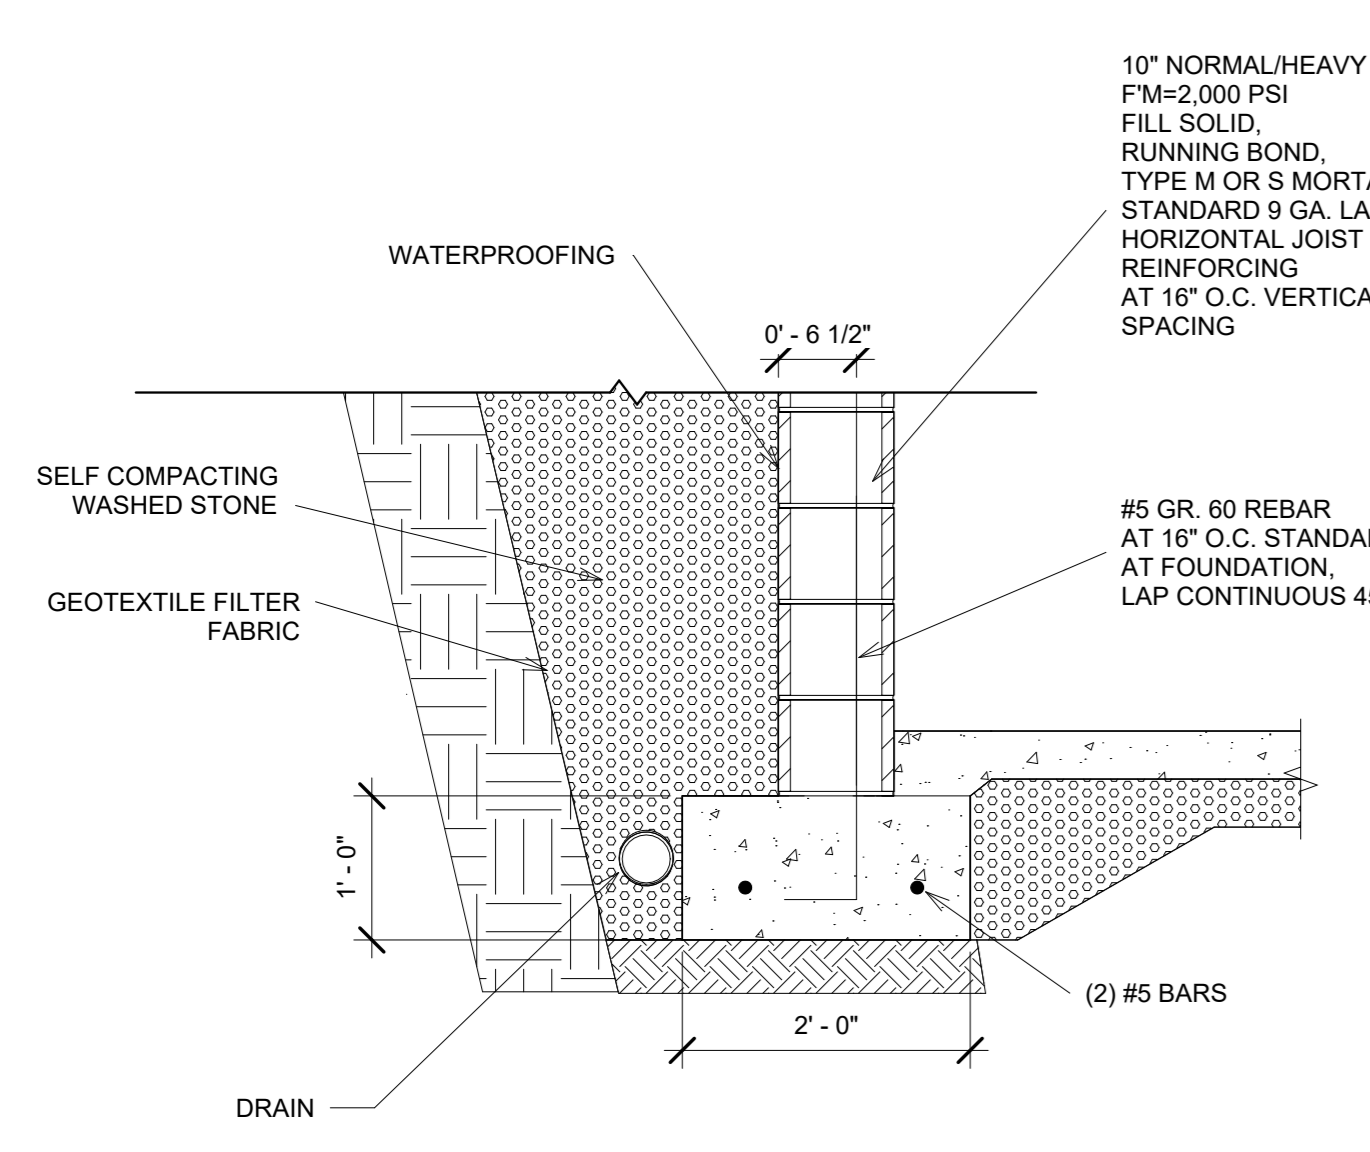 10" NORMAL/HEAVY
F'M=2,000 PSI
FILL SOLID,
RUNNING BOND,
TYPE M OR S
STANDARD 9 GA.
HORIZONTAL JOIST
REINFORCING
AT 16" O.C.
SPACING
WATERPROOFING
0' - 6 1/2"
SELF COMPACTING
WASHED STONE
#5 GR. 60 REBAR
AT 16" O.C.
AT FOUNDATION,
LAP CONTINUOUS
GEOTEXTILE FILTER
FABRIC
1' - 0"
(2) #5 BARS
2' - 0"
DRAIN